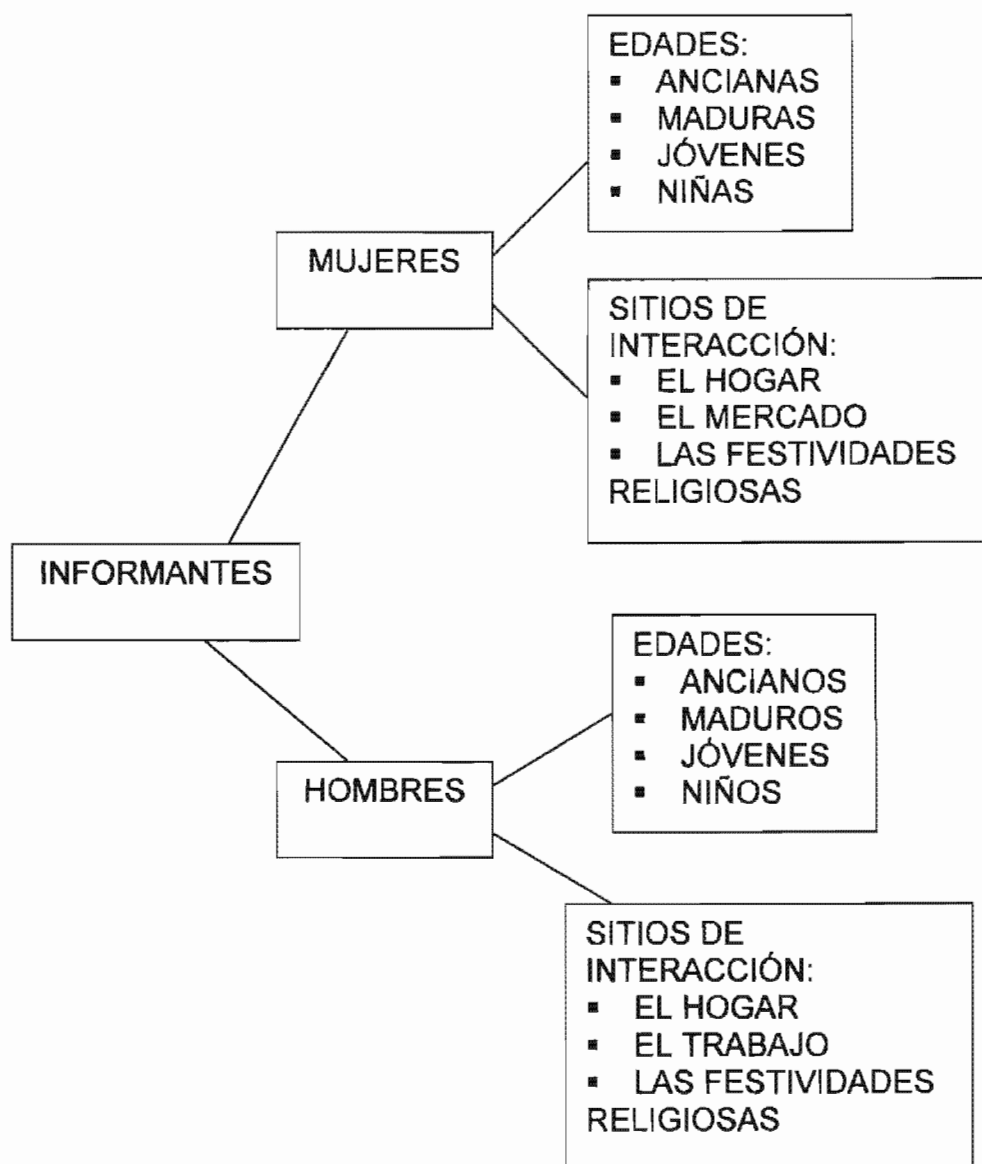 EDADES:
▪ ANCIANAS
▪ MADURAS
▪ JÓVENES
▪ NIÑAS
MUJERES
SITIOS DE
INTERACCIÓN:
▪ EL HOGAR
▪ EL MERCADO
▪ LAS FESTIVIDADES
RELIGIOSAS
INFORMANTES
EDADES:
▪ ANCIANOS
▪ MADUROS
▪ JÓVENES
▪ NIÑOS
HOMBRES
SITIOS DE
INTERACCIÓN:
▪ EL HOGAR
▪ EL TRABAJO
▪ LAS FESTIVIDADES
RELIGIOSAS